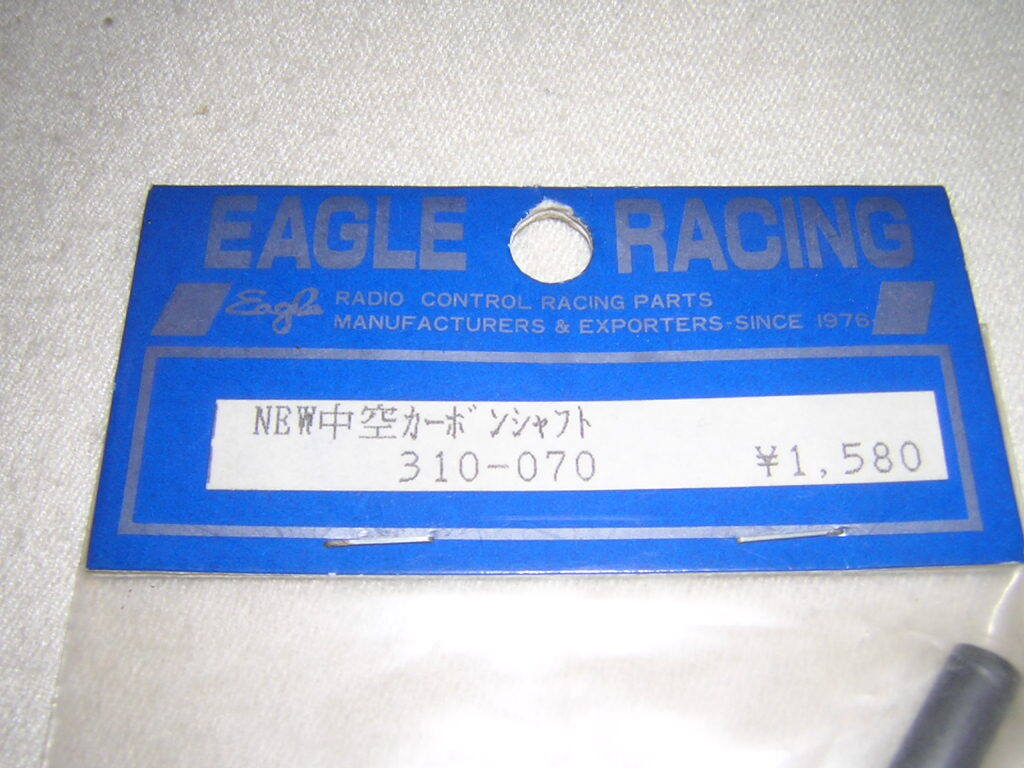 EAGLE RACING
Eagle RADIO CONTROL RACING PARTS
MANUFACTURERS & EXPORTERS-SINCE 1976
NEW中空ｶｰﾎﾞﾝｼｬﾌﾄ
310-070 ¥1,580